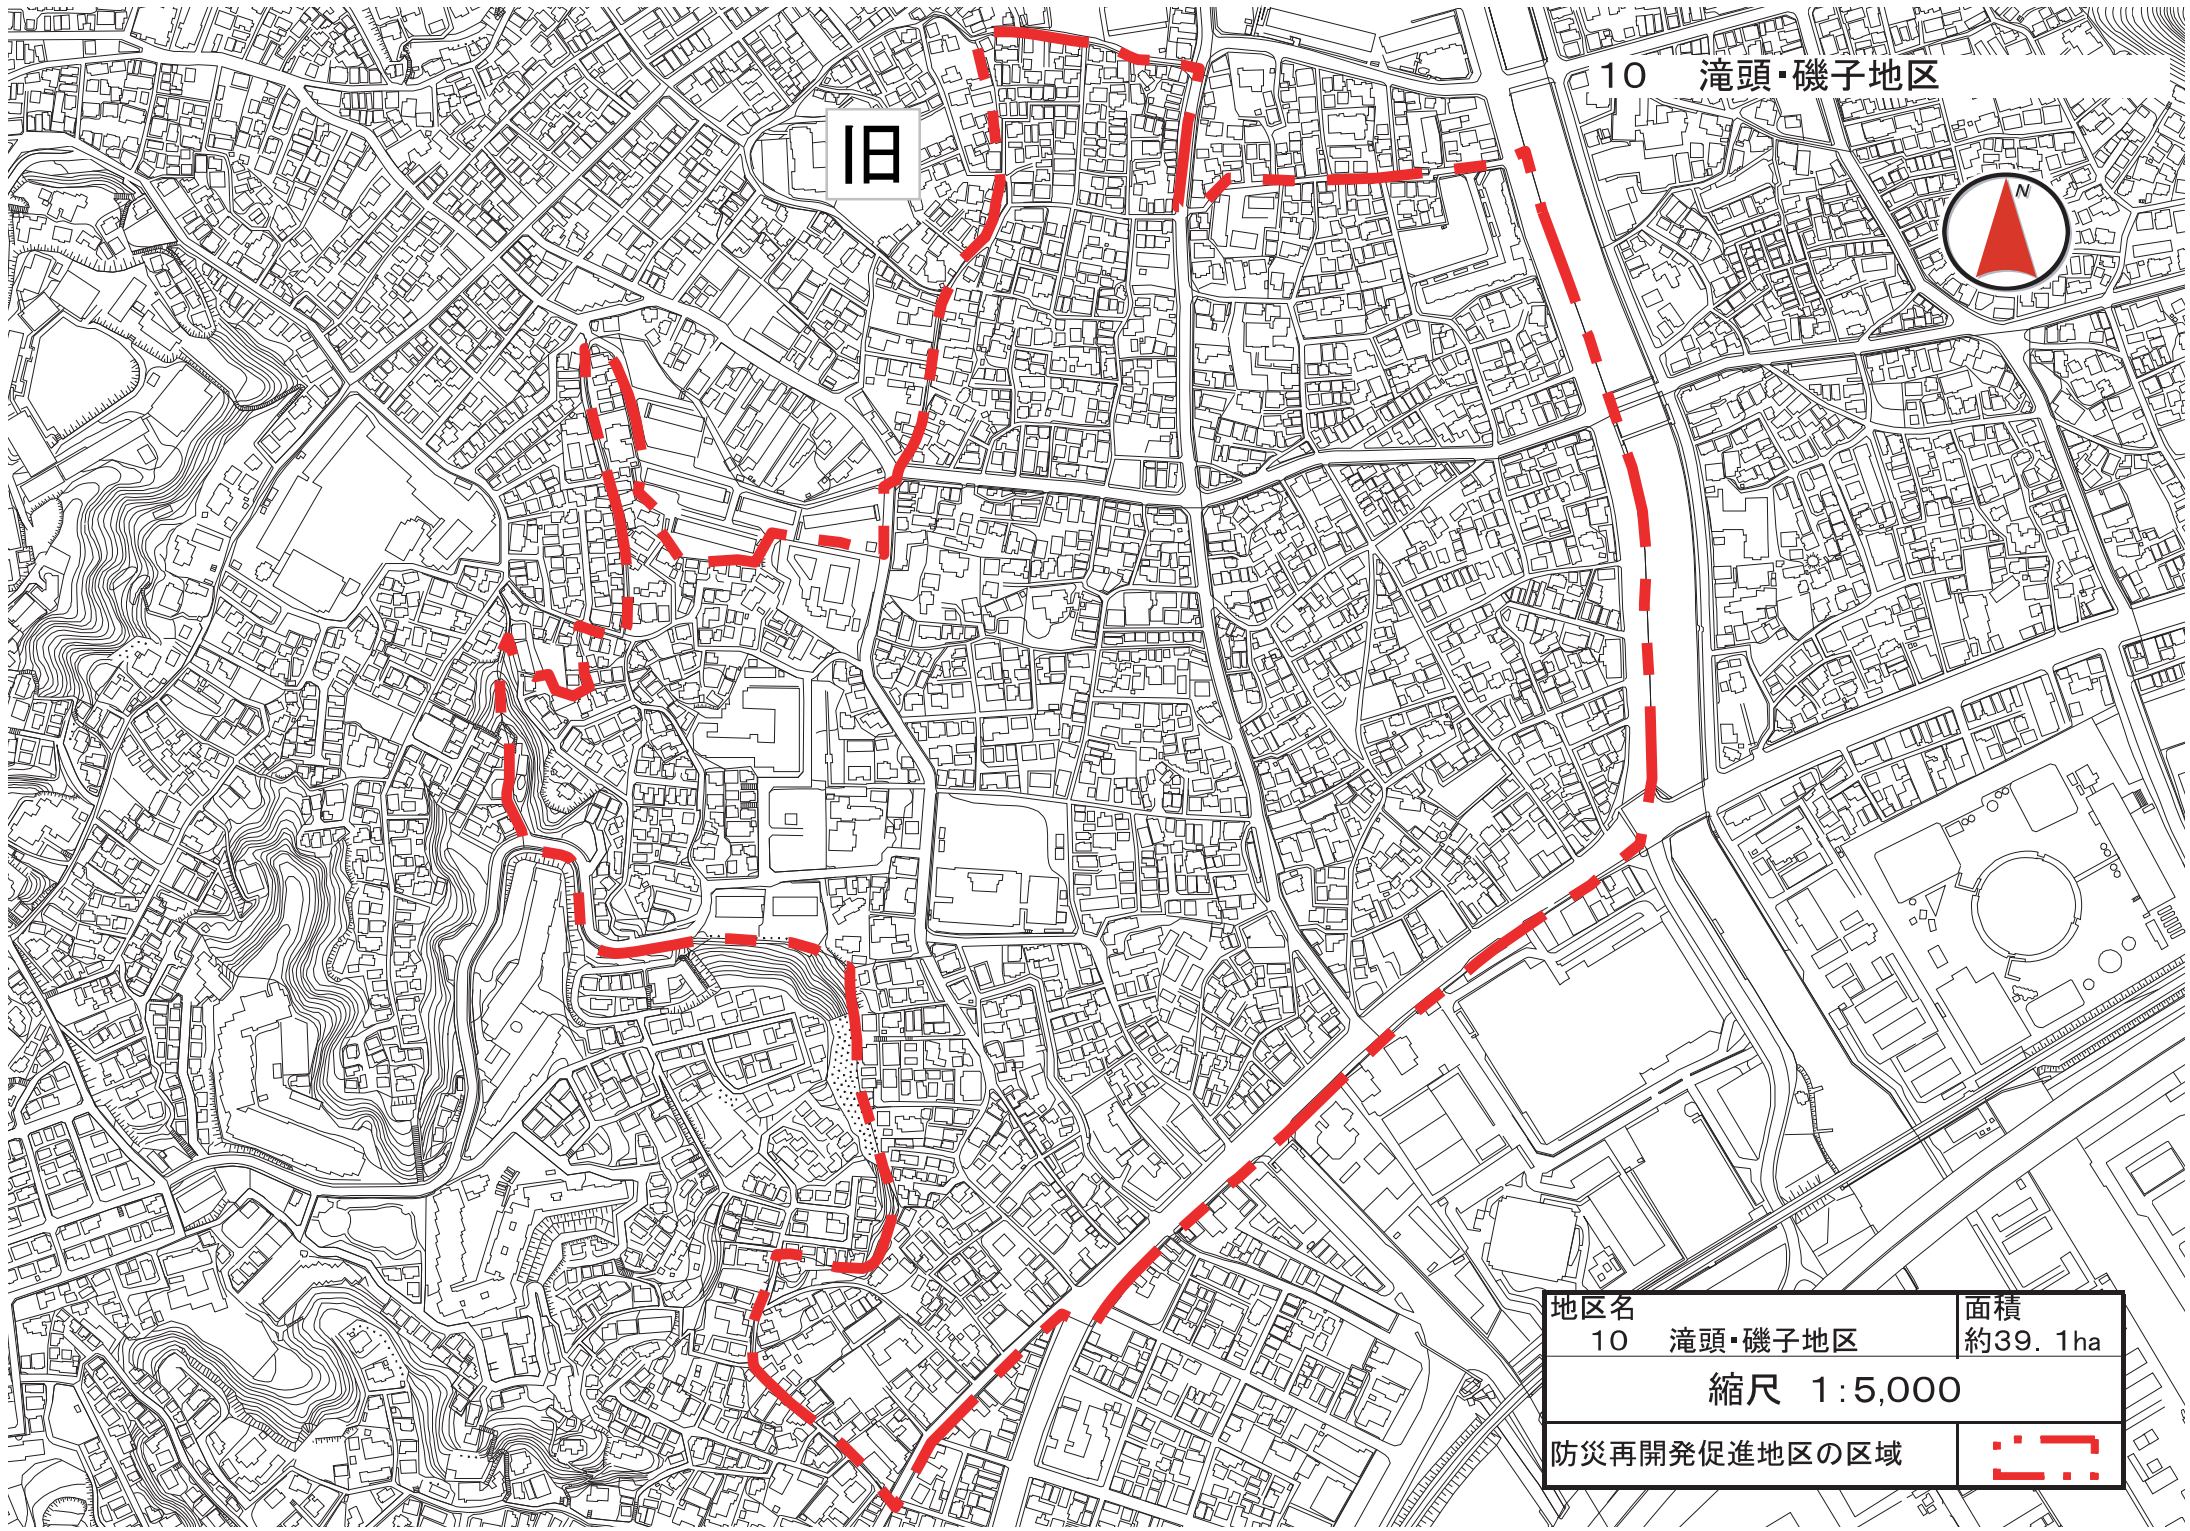 10 滝頭・磯子地区
旧
N
地区名
10 滝頭・磯子地区
面積
約39.1ha
縮尺 1:5,000
防災再開発促進地区の区域